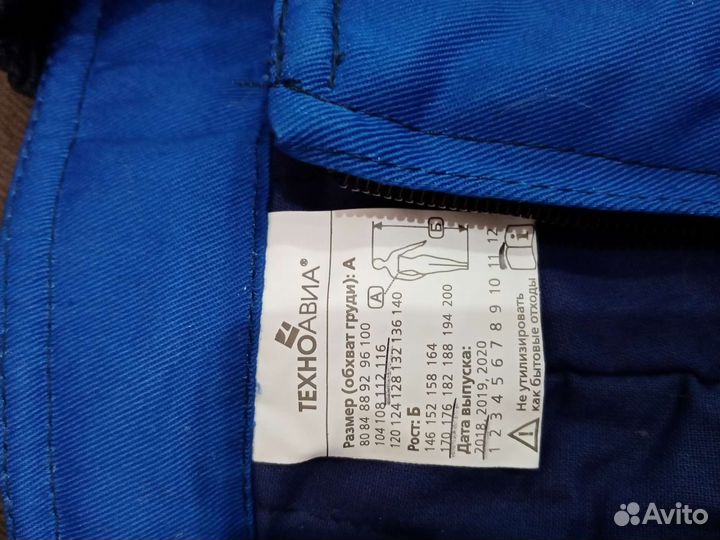 ТЕХНОАВИА®
Размер (обхват груди): А
80 84 88 92 96 100
104 108 112 116
120 124 128 132 136 140
Рост: Б
146 152 158 164
170 176 182 188 194 200
Дата выпуска:
2018, 2019, 2020
1 2 3 4 5 6 7 8 9 10 11 12
А
Б
i
Не утилизировать
как бытовые отходы
Avito